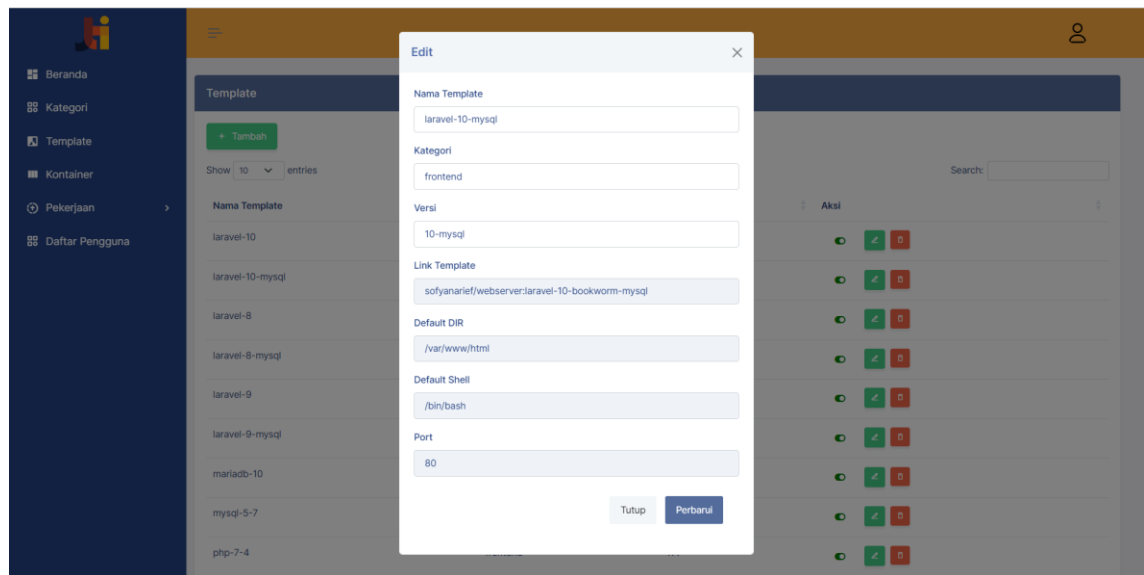 Beranda
Kategori
Template
Kontainer
Pekerjaan
Daftar Pengguna
Template
+ Tambah
Show 10 entries
Search:
Nama Template
Aksi
laravel-10
laravel-10-mysql
laravel-8
laravel-8-mysql
laravel-9
laravel-9-mysql
mariadb-10
mysql-5-7
php-7-4
Edit
Nama Template
laravel-10-mysql
Kategori
frontend
Versi
10-mysql
Link Template
sofyanarief/webserver:laravel-10-bookworm-mysql
Default DIR
/var/www/html
Default Shell
/bin/bash
Port
80
Tutup
Perbarui